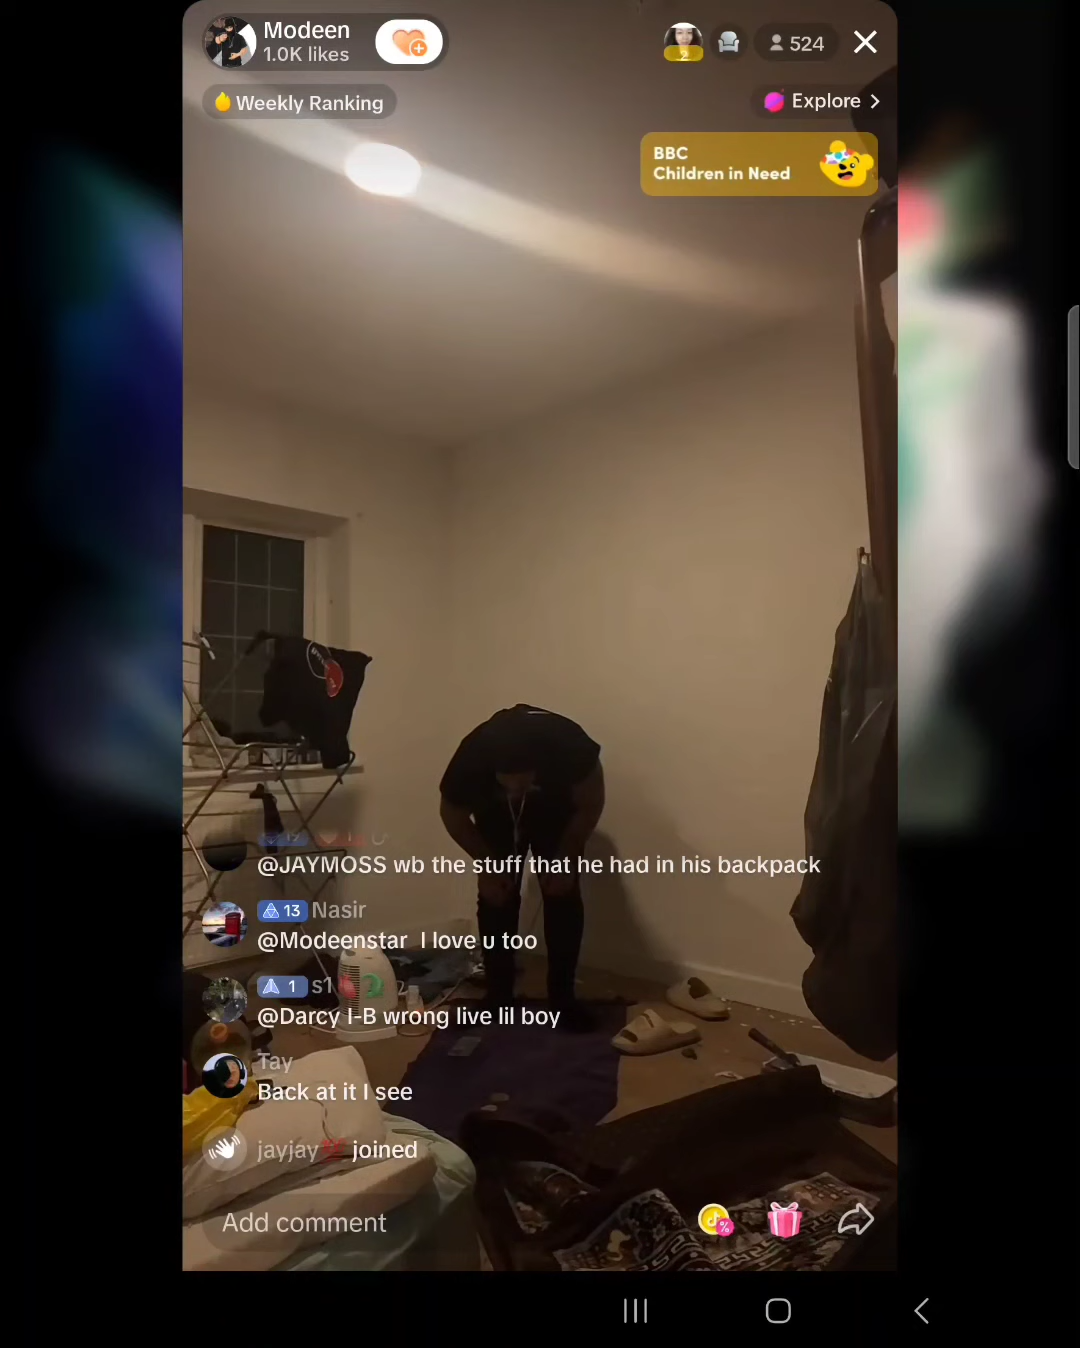 Modeen
1.0K likes
2
524
Weekly Ranking
Explore
BBC
Children in Need
@JAYMOSS wb the stuff that he had in his backpack
13 Nasir
@Modeenstar I love u too
1 s1
@Darcy I-B wrong live lil boy
Tay
Back at it I see
jayjay joined
Add comment